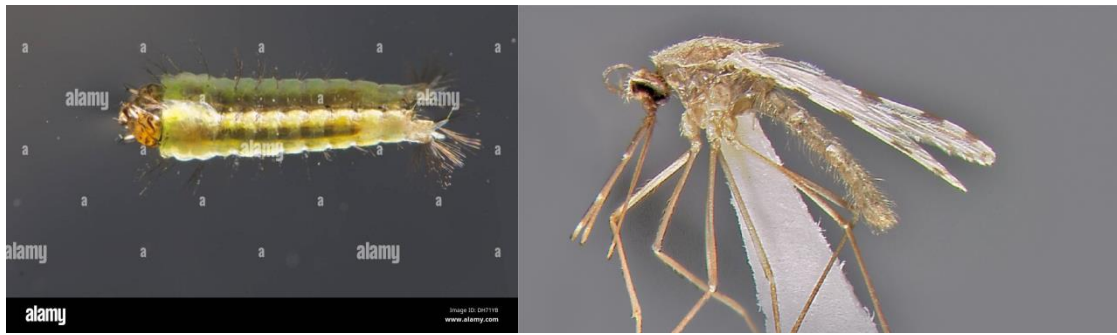 a a a a a
alamy a alamy
a a alamy a a
a a a a
alamy a a alamy a
alamy
Image ID: DH71YB
www.alamy.com